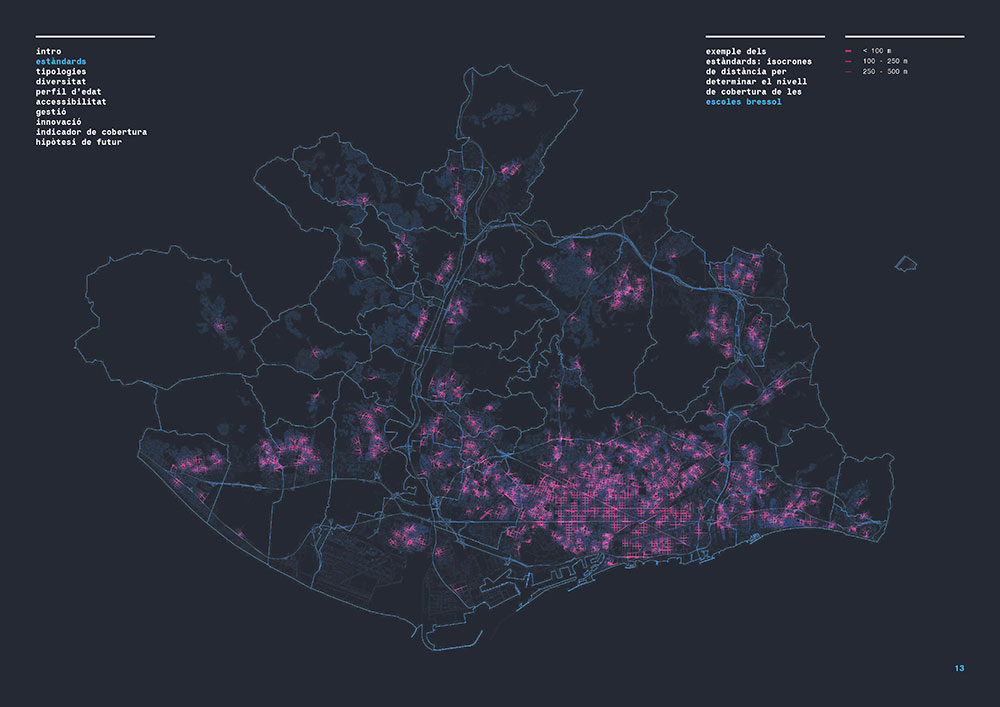 intro
estàndards
tipologies
diversitat
perfil d'edat
accessibilitat
gestió
innovació
indicador de cobertura
hipòtesi de futur
exemple dels
estàndards: isocrones
de distància per
determinar el nivell
de cobertura de les
escoles bressol
< 100 m
100 - 250 m
250 - 500 m
13